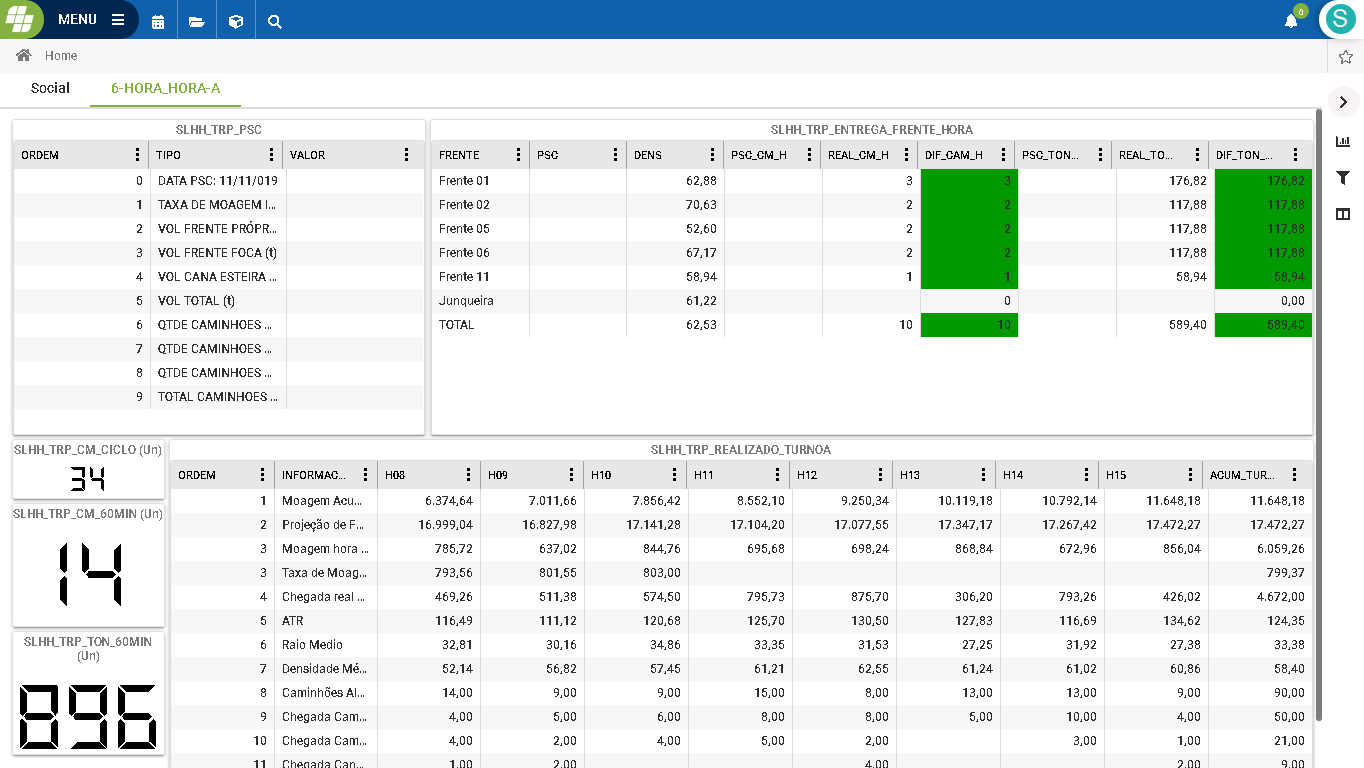 MENU
0
S
Home
Social 6-HORA_HORA-A
SLHH_TRP_PSC
ORDEM TIPO VALOR
0 DATA PSC: 11/11/019
1 TAXA DE MOAGEM I...
2 VOL FRENTE PRÓPR...
3 VOL FRENTE FOCA (t)
4 VOL CANA ESTEIRA ...
5 VOL TOTAL (t)
6 QTDE CAMINHOES ...
7 QTDE CAMINHOES ...
8 QTDE CAMINHOES ...
9 TOTAL CAMINHOES ...
SLHH_TRP_ENTREGA_FRENTE_HORA
FRENTE PSC DENS PSC_CM_H REAL_CM_H DIF_CAM_H PSC_TON... REAL_TO... DIF_TON_...
Frente 01 62,88 3 3 176,82 176,82
Frente 02 70,63 2 2 117,88 117,88
Frente 05 52,60 2 2 117,88 117,88
Frente 06 67,17 2 2 117,88 117,88
Frente 11 58,94 1 1 58,94 58,94
Junqueira 61,22 0 0,00
TOTAL 62,53 10 10 589,40 589,40
SLHH_TRP_CM_CICLO (Un)
34
SLHH_TRP_CM_60MIN (Un)
14
SLHH_TRP_TON_60MIN
(Un)
896
SLHH_TRP_REALIZADO_TURNOA
ORDEM INFORMAC... H08 H09 H10 H11 H12 H13 H14 H15 ACUM_TUR...
1 Moagem Acu... 6.374,64 7.011,66 7.856,42 8.552,10 9.250,34 10.119,18 10.792,14 11.648,18 11.648,18
2 Projeção de F... 16.999,04 16.827,98 17.141,28 17.104,20 17.077,55 17.347,17 17.267,42 17.472,27 17.472,27
3 Moagem hora ... 785,72 637,02 844,76 695,68 698,24 868,84 672,96 856,04 6.059,26
3 Taxa de Moag... 793,56 801,55 803,00 799,37
4 Chegada real ... 469,26 511,38 574,50 795,73 875,70 306,20 793,26 426,02 4.672,00
5 ATR 116,49 111,12 120,68 125,70 130,50 127,83 116,69 134,62 124,35
6 Raio Medio 32,81 30,16 34,86 33,35 31,53 27,25 31,92 27,38 33,38
7 Densidade Mé... 52,14 56,82 57,45 61,21 62,55 61,24 61,02 60,86 58,40
8 Caminhões Al... 14,00 9,00 9,00 15,00 8,00 13,00 13,00 9,00 90,00
9 Chegada Cam... 4,00 5,00 6,00 8,00 8,00 5,00 10,00 4,00 50,00
10 Chegada Cam... 4,00 2,00 4,00 5,00 2,00 3,00 1,00 21,00
11 Chegada Can... 1,00 2,00 4,00 2,00 9,00